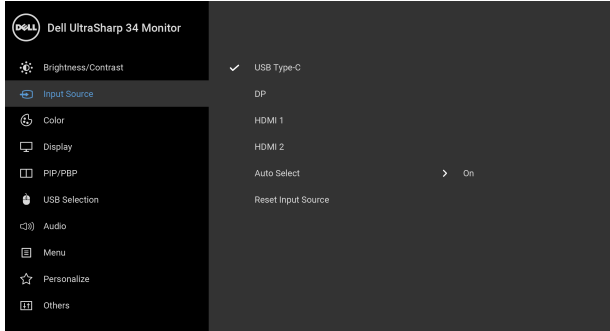 DELL Dell UltraSharp 34 Monitor
Brightness/Contrast
USB Type-C
Input Source
DP
Color
HDMI 1
Display
HDMI 2
PIP/PBP
Auto Select > On
USB Selection
Reset Input Source
Audio
Menu
Personalize
Others